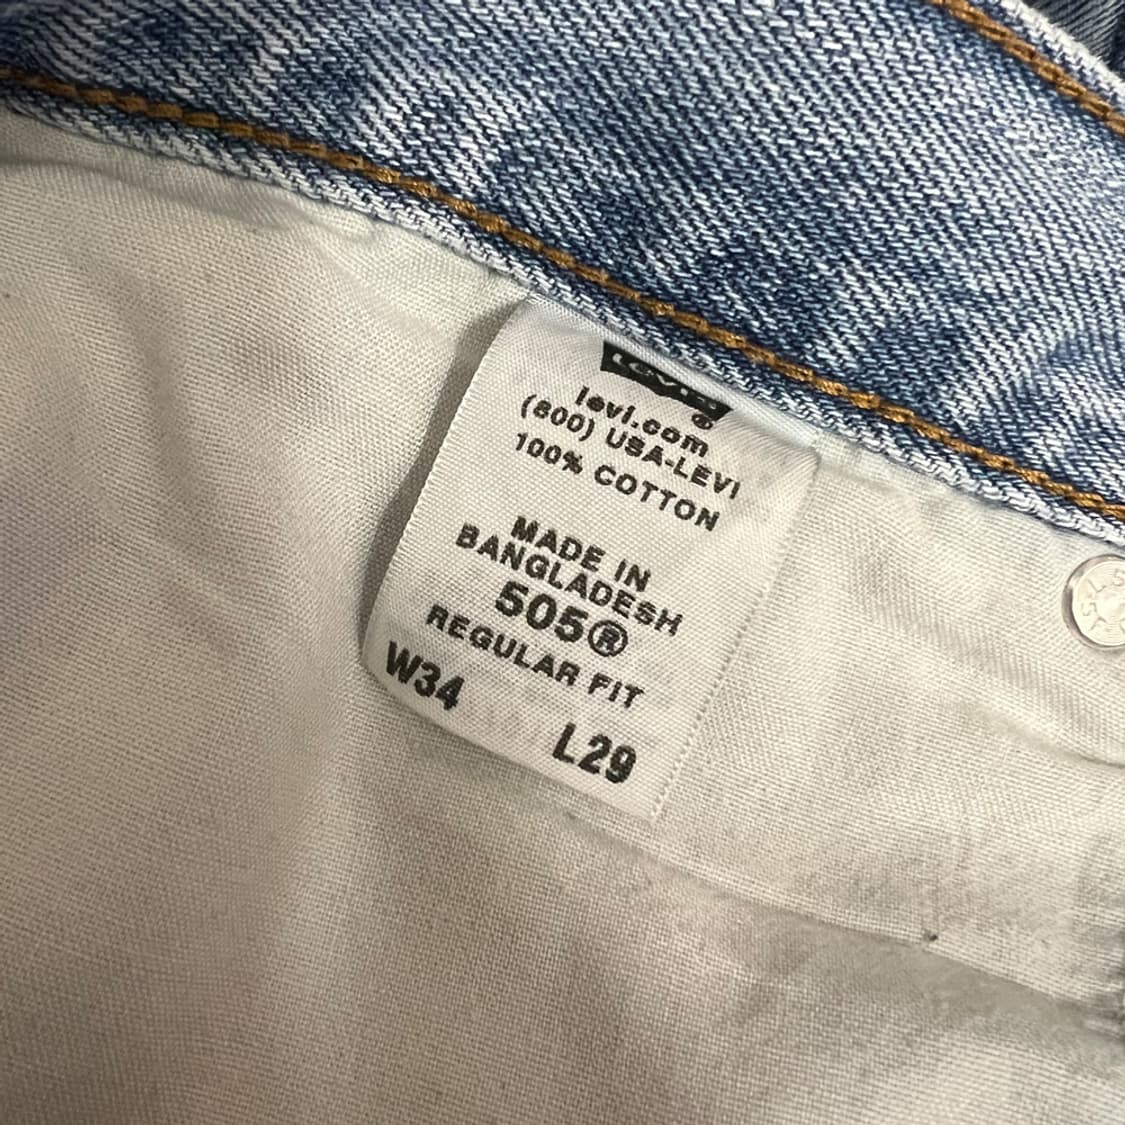 Levi's®
levi.com
(800) USA-LEVI
100% COTTON
MADE IN
BANGLADESH
505®
REGULAR FIT
W34
L29